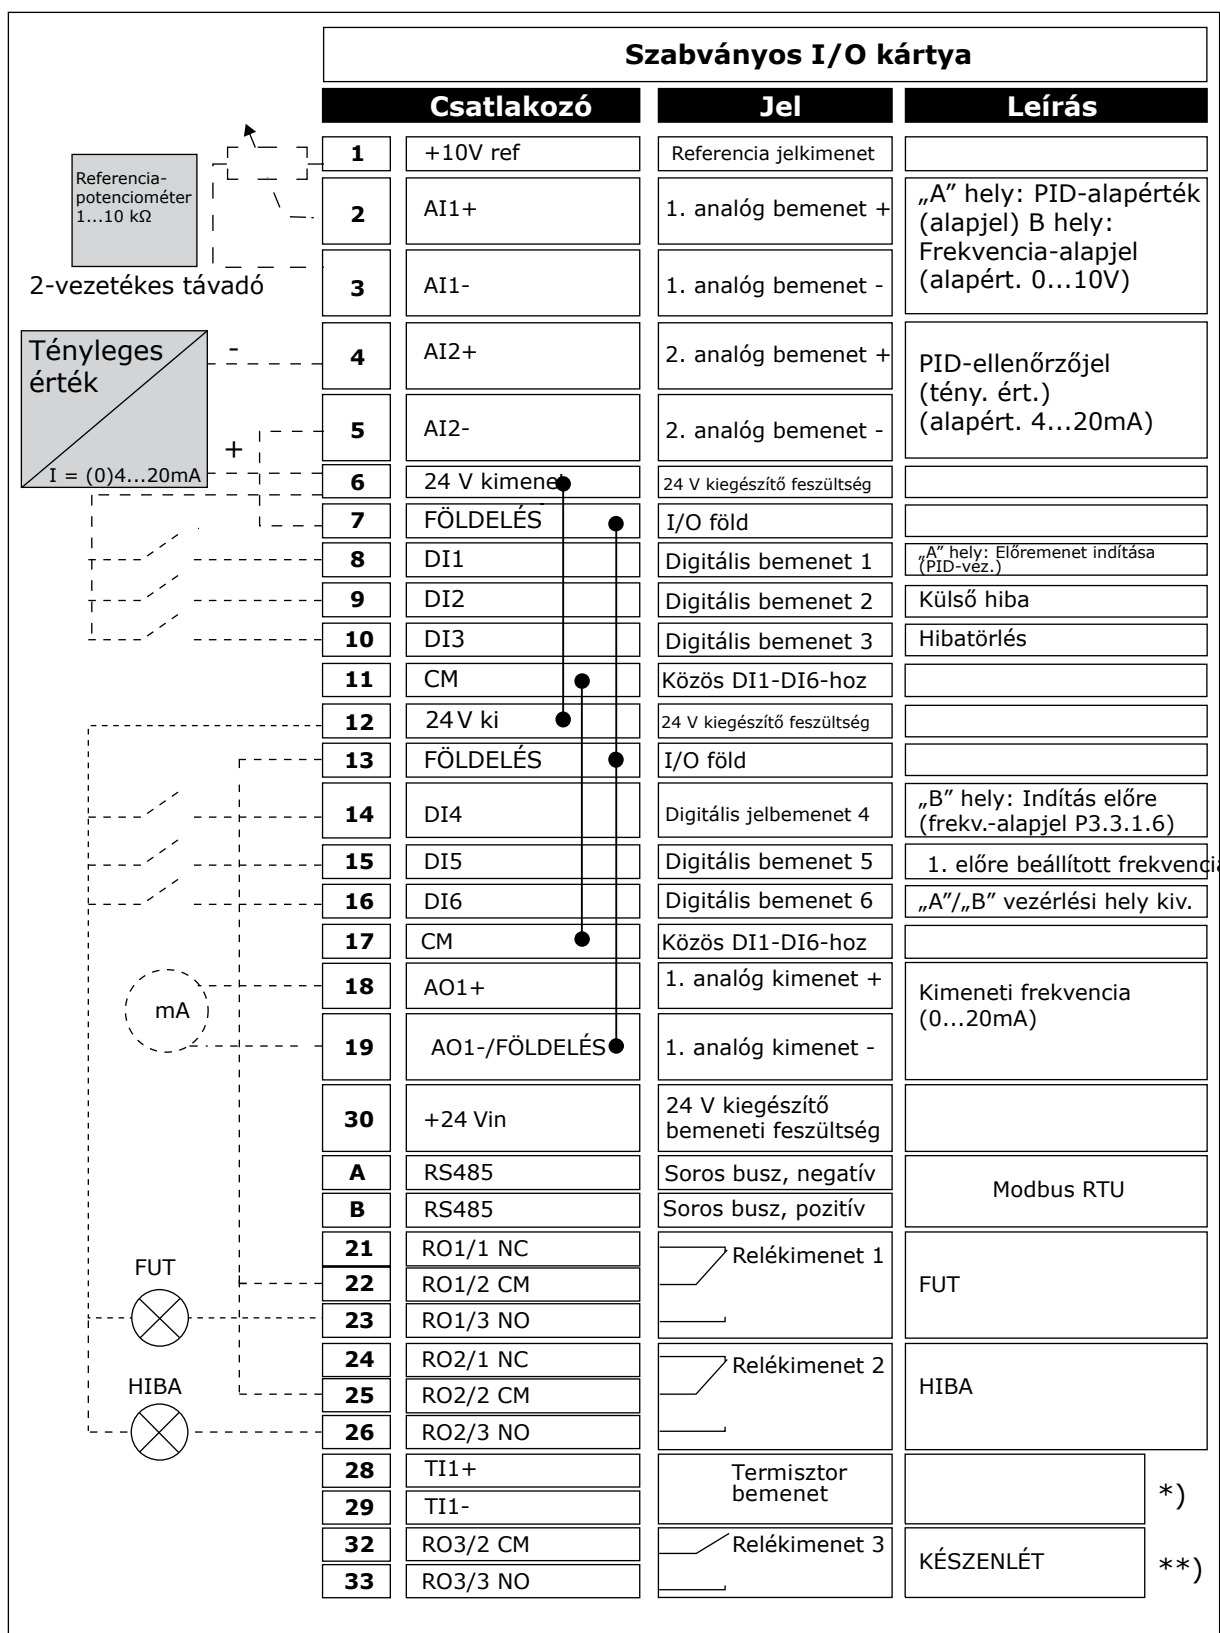 Szabványos I/O kártya
Csatlakozó Jel Leírás
1 +10V ref Referencia jelkimenet
Referencia-
potenciométer
1...10 kΩ
2 AI1+ 1. analóg bemenet +
„A” hely: PID-alapérték
(alapjel) B hely:
Frekvencia-alapjel
(alapért. 0...10V)
2-vezetékes távadó
3 AI1- 1. analóg bemenet -
Tényleges
érték
-
+
I = (0)4...20mA
4 AI2+ 2. analóg bemenet +
PID-ellenőrzőjel
(tény. ért.)
(alapért. 4...20mA)
5 AI2- 2. analóg bemenet -
6 24 V kimenet 24 V kiegészítő feszültség
7 FÖLDELÉS I/O föld
8 DI1 Digitális bemenet 1
„A” hely: Előremenet indítása
(PID-vez.)
9 DI2 Digitális bemenet 2 Külső hiba
10 DI3 Digitális bemenet 3 Hibatörlés
11 CM Közös DI1-DI6-hoz
12 24 V ki 24 V kiegészítő feszültség
13 FÖLDELÉS I/O föld
14 DI4 Digitális jelbemenet 4
„B” hely: Indítás előre
(frekv.-alapjel P3.3.1.6)
15 DI5 Digitális bemenet 5 1. előre beállított frekvencia
16 DI6 Digitális bemenet 6 „A”/„B” vezérlési hely kiv.
17 CM Közös DI1-DI6-hoz
mA
18 AO1+ 1. analóg kimenet +
Kimeneti frekvencia
(0...20mA)
19 AO1-/FÖLDELÉS 1. analóg kimenet -
30 +24 Vin
24 V kiegészítő
bemeneti feszültség
A RS485 Soros busz, negatív
Modbus RTU
B RS485 Soros busz, pozitív
21 RO1/1 NC Relékimenet 1
FUT
22 RO1/2 CM FUT
23 RO1/3 NO
24 RO2/1 NC Relékimenet 2
HIBA
25 RO2/2 CM HIBA
26 RO2/3 NO
28 TI1+
Termisztor
bemenet
*)
29 TI1-
32 RO3/2 CM Relékimenet 3
KÉSZENLÉT **)
33 RO3/3 NO